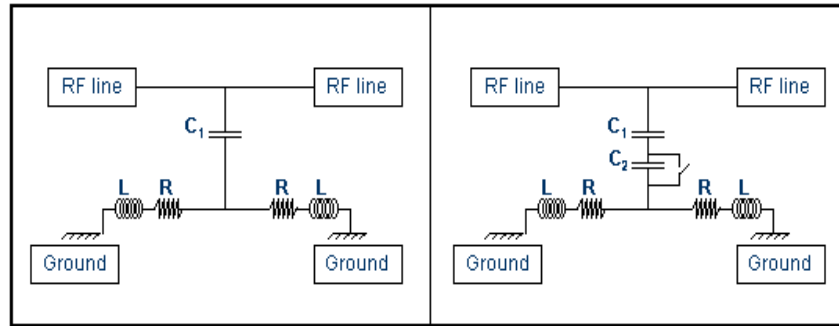 RF line RF line
C1
L R R L
Ground Ground
RF line RF line
C1
C2
L R R L
Ground Ground